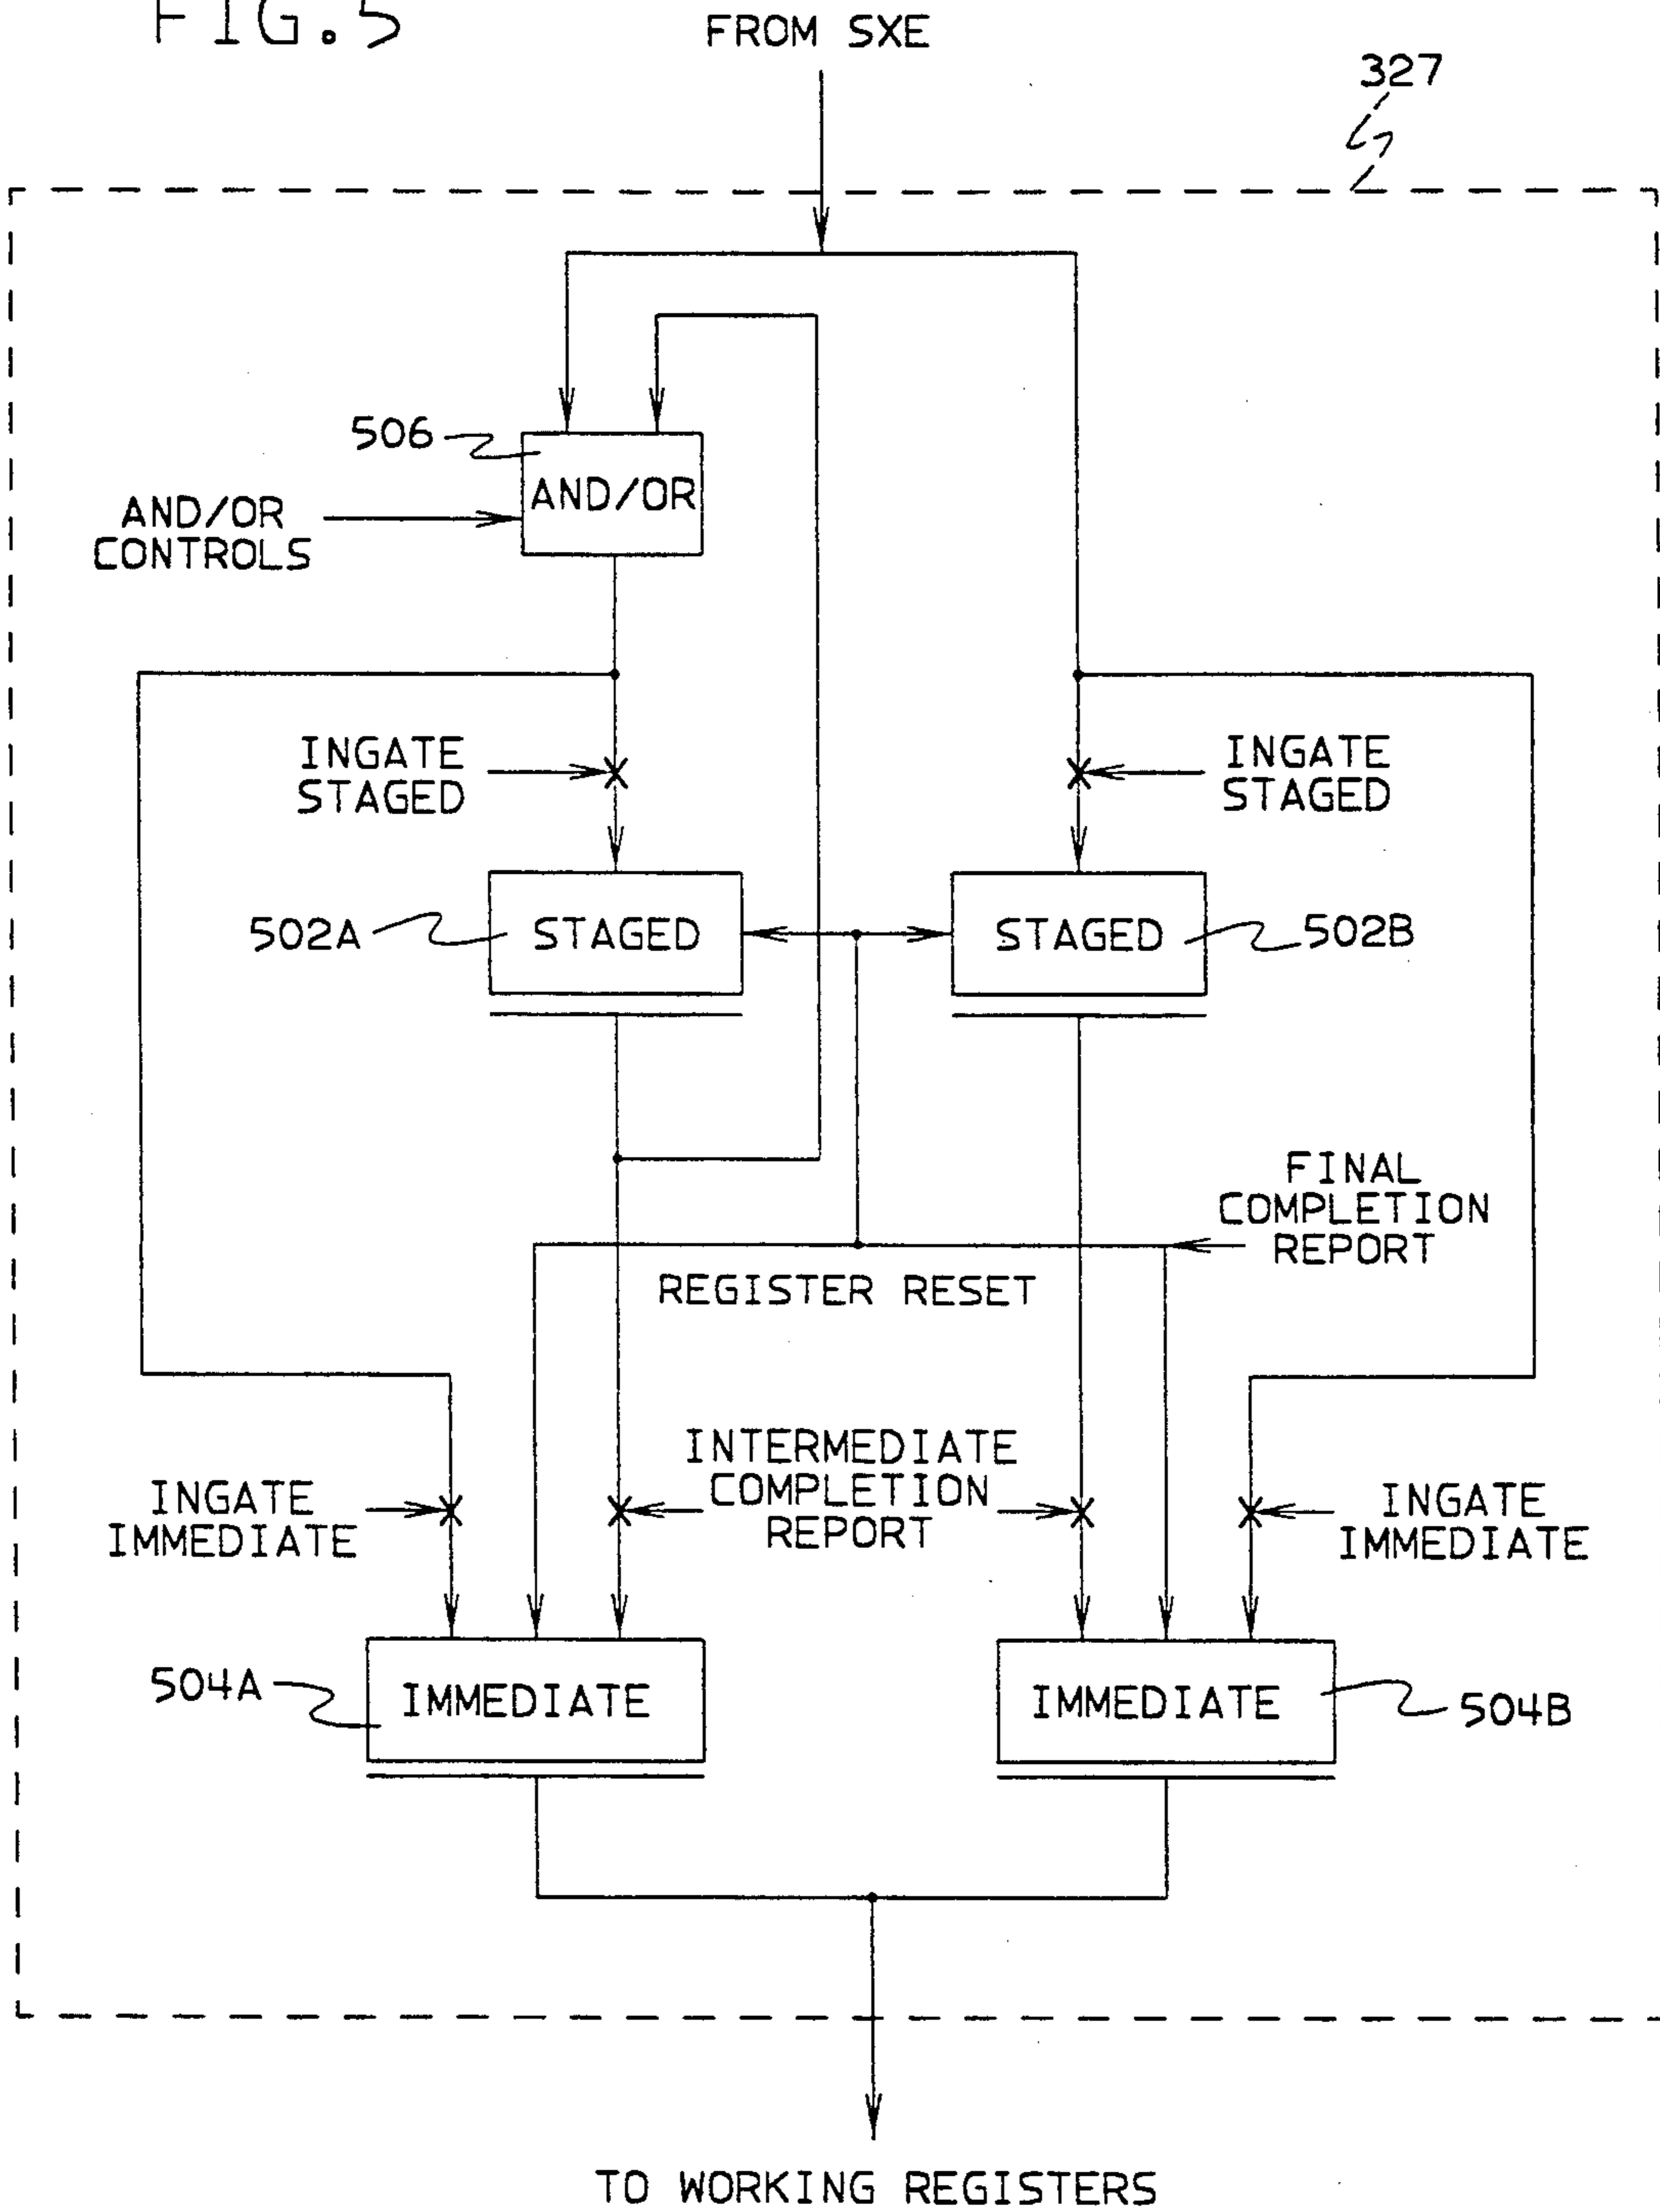 FIG. 5
FROM SXE
327
506
AND/OR
AND/OR
CONTROLS
INGATE
STAGED
INGATE
STAGED
502A
STAGED
STAGED
502B
FINAL
COMPLETION
REPORT
REGISTER RESET
INTERMEDIATE
COMPLETION
REPORT
INGATE
IMMEDIATE
INGATE
IMMEDIATE
504A
IMMEDIATE
IMMEDIATE
504B
TO WORKING REGISTERS